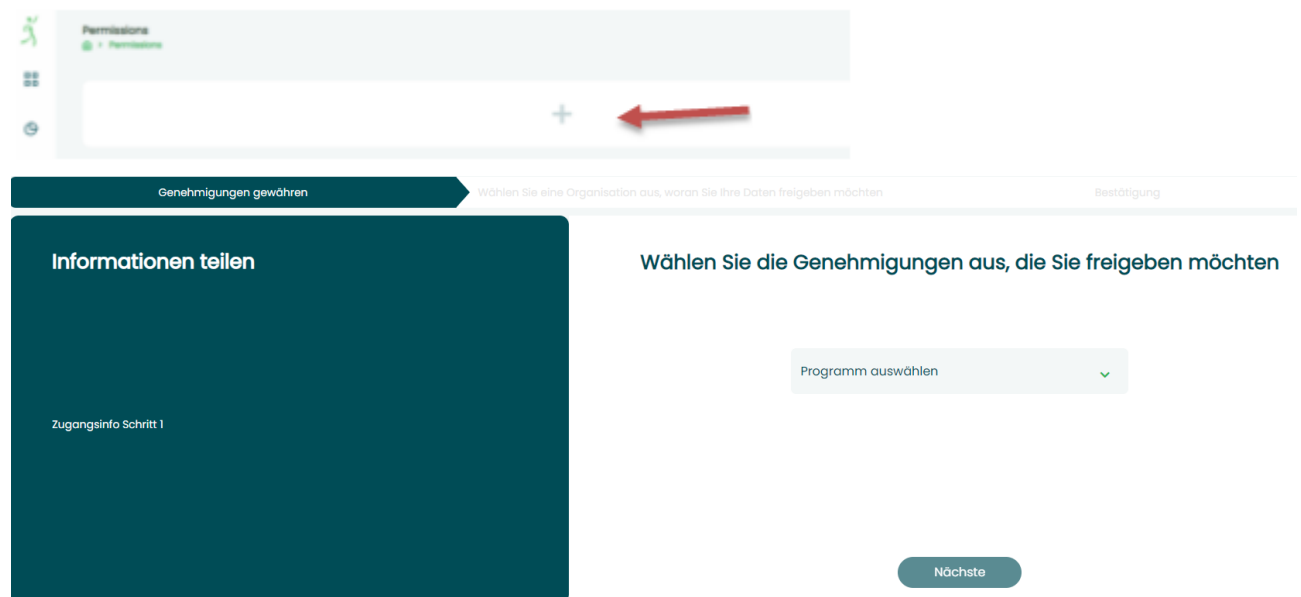 Permissions
Permissions
Genehmigungen gewähren
Wählen Sie eine Organisation aus, woran Sie Ihre Daten freigeben möchten
Bestätigung
Informationen teilen
Wählen Sie die Genehmigungen aus, die Sie freigeben möchten
Programm auswählen
Zugangsinfo Schritt 1
Nächste